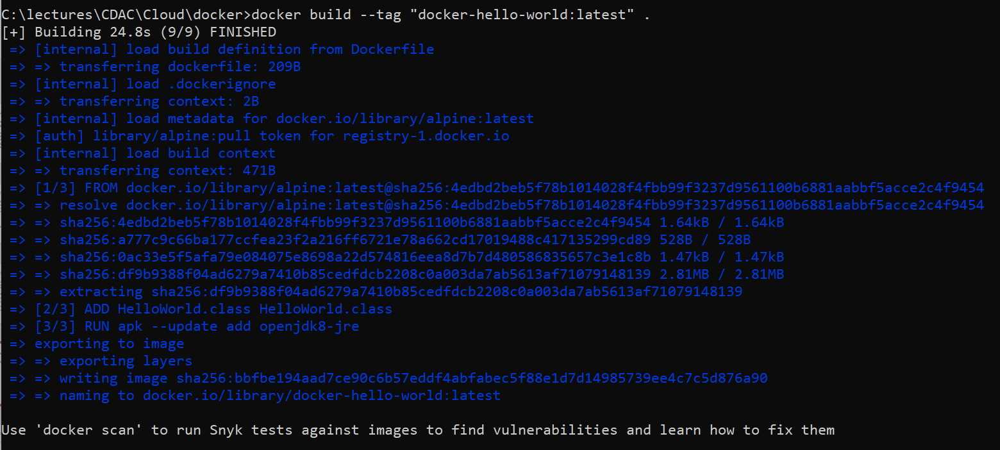 C:\lectures\CDAC\Cloud\docker>docker build --tag "docker-hello-world:latest" .
[+] Building 24.8s (9/9) FINISHED
=> [internal] load build definition from Dockerfile
=> => transferring dockerfile: 209B
=> [internal] load .dockerignore
=> => transferring context: 2B
=> [internal] load metadata for docker.io/library/alpine:latest
=> [auth] library/alpine:pull token for registry-1.docker.io
=> [internal] load build context
=> => transferring context: 471B
=> [1/3] FROM docker.io/library/alpine:latest@sha256:4edbd2beb5f78b1014028f4fbb99f3237d9561100b6881aabbf5acce2c4f9454
=> => resolve docker.io/library/alpine:latest@sha256:4edbd2beb5f78b1014028f4fbb99f3237d9561100b6881aabbf5acce2c4f9454
=> => sha256:4edbd2beb5f78b1014028f4fbb99f3237d9561100b6881aabbf5acce2c4f9454 1.64kB / 1.64kB
=> => sha256:a777c9c66ba177ccfea23f2a216ff6721e78a662cd17019488c417135299cd89 528B / 528B
=> => sha256:0ac33e5f5afa79e084075e8698a22d574816eea8d7b7d480586835657c3e1c8b 1.47kB / 1.47kB
=> => sha256:df9b9388f04ad6279a7410b85cedfdcb2208c0a003da7ab5613af71079148139 2.81MB / 2.81MB
=> => extracting sha256:df9b9388f04ad6279a7410b85cedfdcb2208c0a003da7ab5613af71079148139
=> [2/3] ADD HelloWorld.class HelloWorld.class
=> [3/3] RUN apk --update add openjdk8-jre
=> exporting to image
=> => exporting layers
=> => writing image sha256:bbfbe194aad7ce90c6b57eddf4abfabec5f88e1d7d14985739ee4c7c5d876a90
=> => naming to docker.io/library/docker-hello-world:latest
Use 'docker scan' to run Snyk tests against images to find vulnerabilities and learn how to fix them